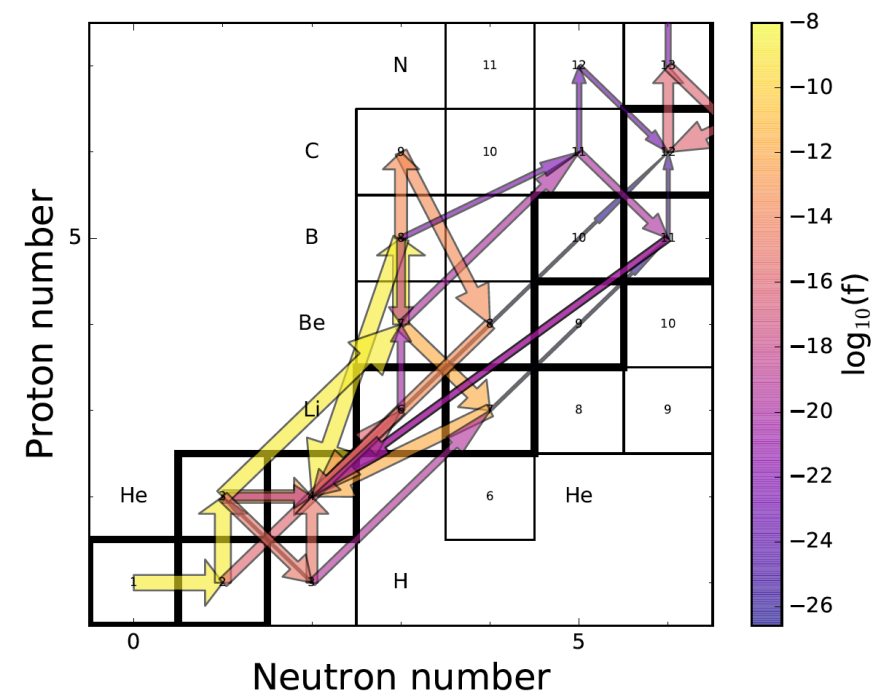 N 11 12 13
C 9 10 11 12
B 8 10 11
Be 7 8 9 10
Li 6 7 8 9
He 3 4 6 He
1 2 3 H
5
0 5
Proton number
Neutron number
−8
−10
−12
−14
−16
−18
−20
−22
−24
−26
log₁₀(f)